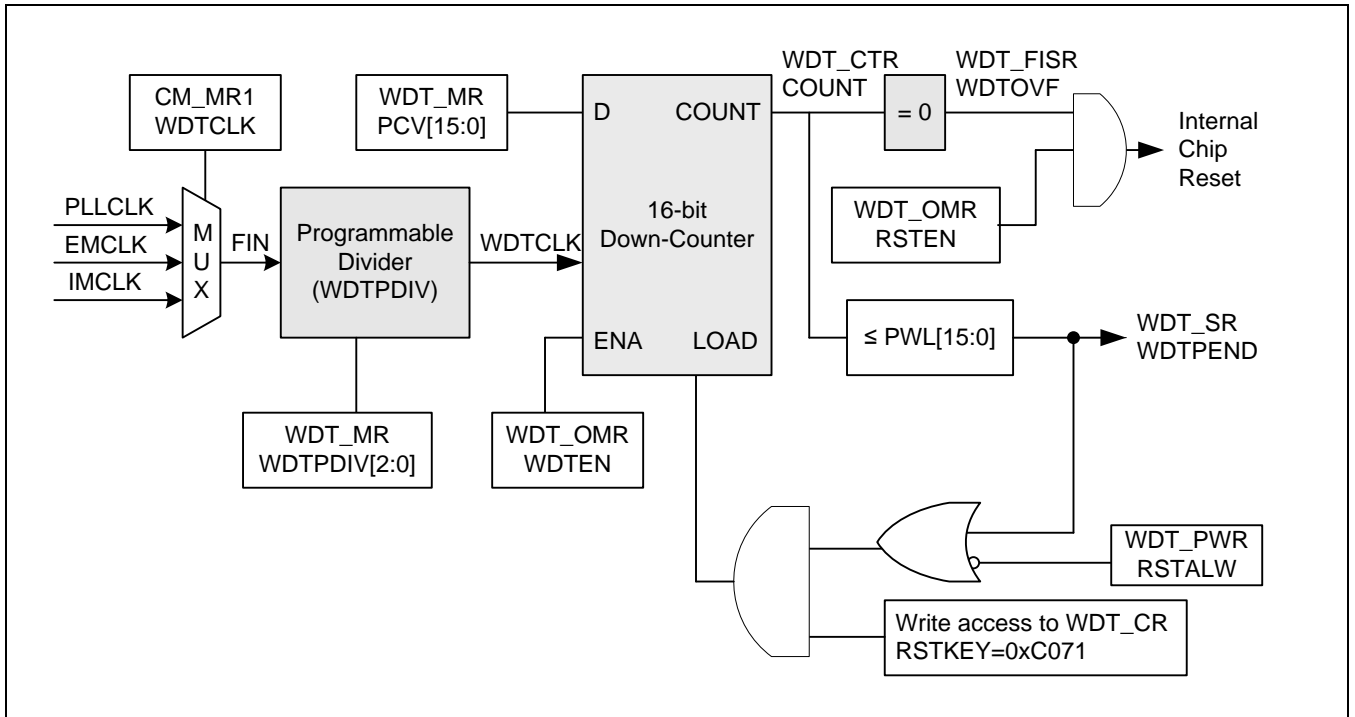 CM_MR1
WDTCLK
WDT_MR
PCV[15:0]
WDT_CTR
COUNT
WDT_FISR
WDTOVF
D
COUNT
= 0
Internal
Chip
Reset
PLLCLK
EMCLK
IMCLK
M
U
X
FIN
Programmable
Divider
(WDTPDIV)
WDTCLK
16-bit
Down-Counter
WDT_OMR
RSTEN
ENA
LOAD
≤ PWL[15:0]
WDT_SR
WDTPEND
WDT_MR
WDTPDIV[2:0]
WDT_OMR
WDTEN
WDT_PWR
RSTALW
Write access to WDT_CR
RSTKEY=0xC071